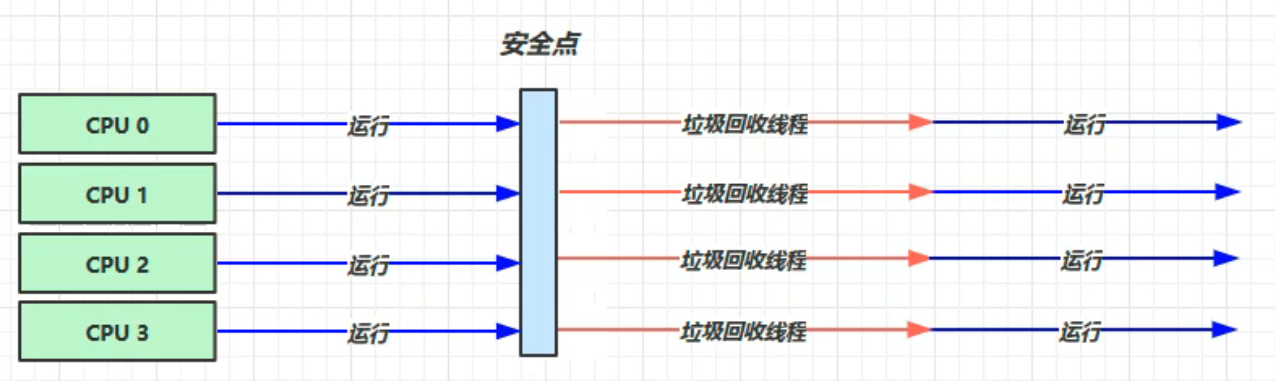 安全点
CPU 0 运行 垃圾回收线程 运行
CPU 1 运行 垃圾回收线程 运行
CPU 2 运行 垃圾回收线程 运行
CPU 3 运行 垃圾回收线程 运行